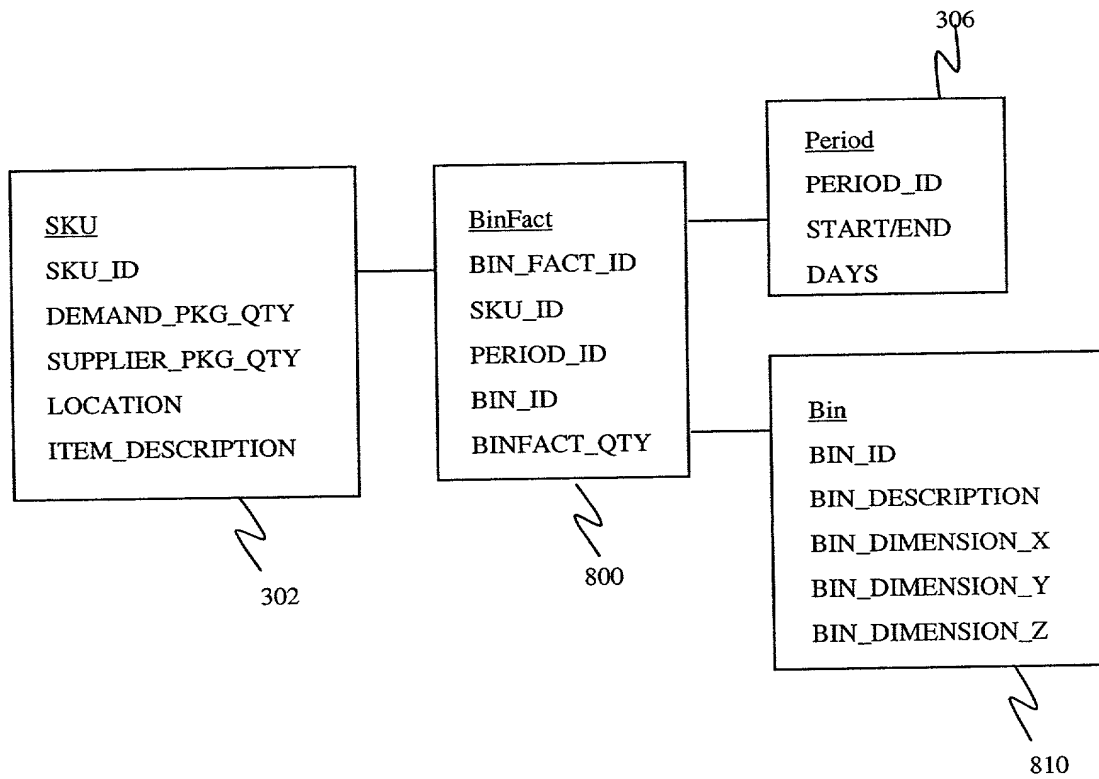 306
Period
PERIOD_ID
START/END
DAYS
SKU
SKU_ID
DEMAND_PKG_QTY
SUPPLIER_PKG_QTY
LOCATION
ITEM_DESCRIPTION
302
BinFact
BIN_FACT_ID
SKU_ID
PERIOD_ID
BIN_ID
BINFACT_QTY
800
Bin
BIN_ID
BIN_DESCRIPTION
BIN_DIMENSION_X
BIN_DIMENSION_Y
BIN_DIMENSION_Z
810